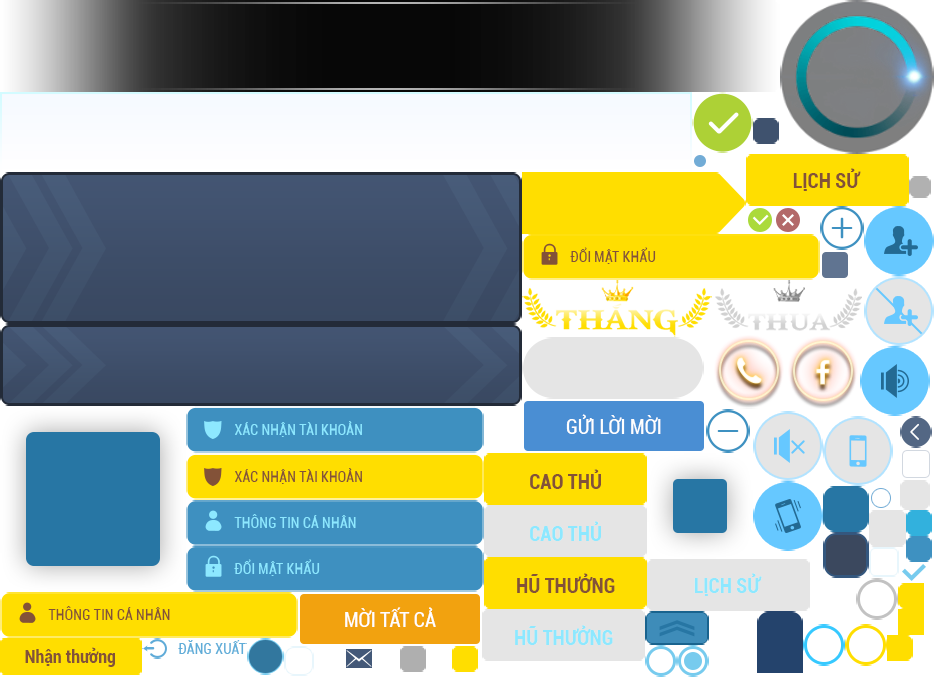 LỊCH SỬ
ĐỔI MẬT KHẨU
THANG
THUA
XÁC NHẬN TÀI KHOẢN
GỬI LỜI MỜI
XÁC NHẬN TÀI KHOẢN
CAO THỦ
THÔNG TIN CÁ NHÂN
CAO THỦ
ĐỔI MẬT KHẨU
HŨ THƯỞNG
LỊCH SỬ
THÔNG TIN CÁ NHÂN
MỜI TẤT CẢ
HŨ THƯỞNG
Nhận thưởng
ĐĂNG XUẤT